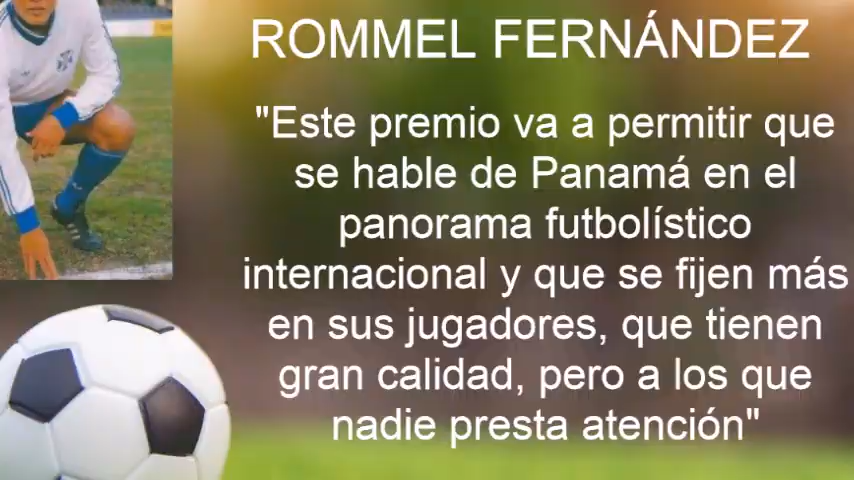 ROMMEL FERNÁNDEZ
"Este premio va a permitir que
se hable de Panamá en el
panorama futbolístico
internacional y que se fijen más
en sus jugadores, que tienen
gran calidad, pero a los que
nadie presta atención"